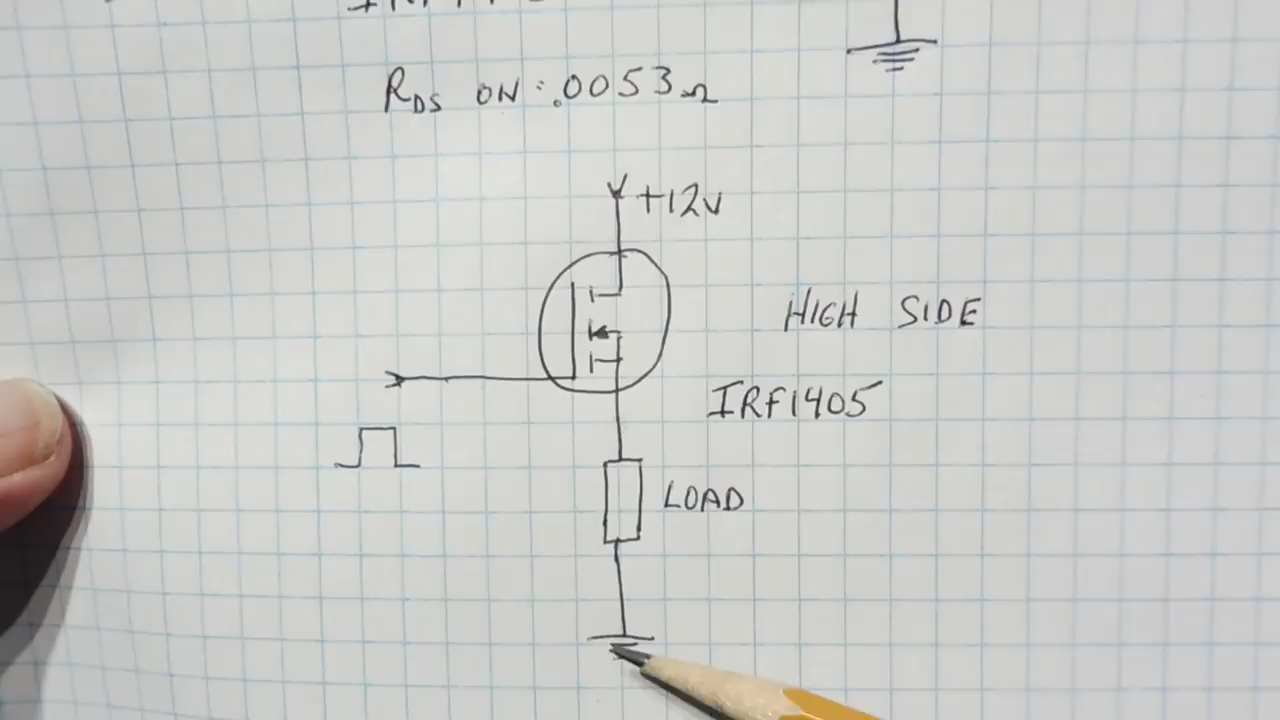 RDS ON : .0053Ω
+12V
HIGH SIDE
IRF1405
LOAD